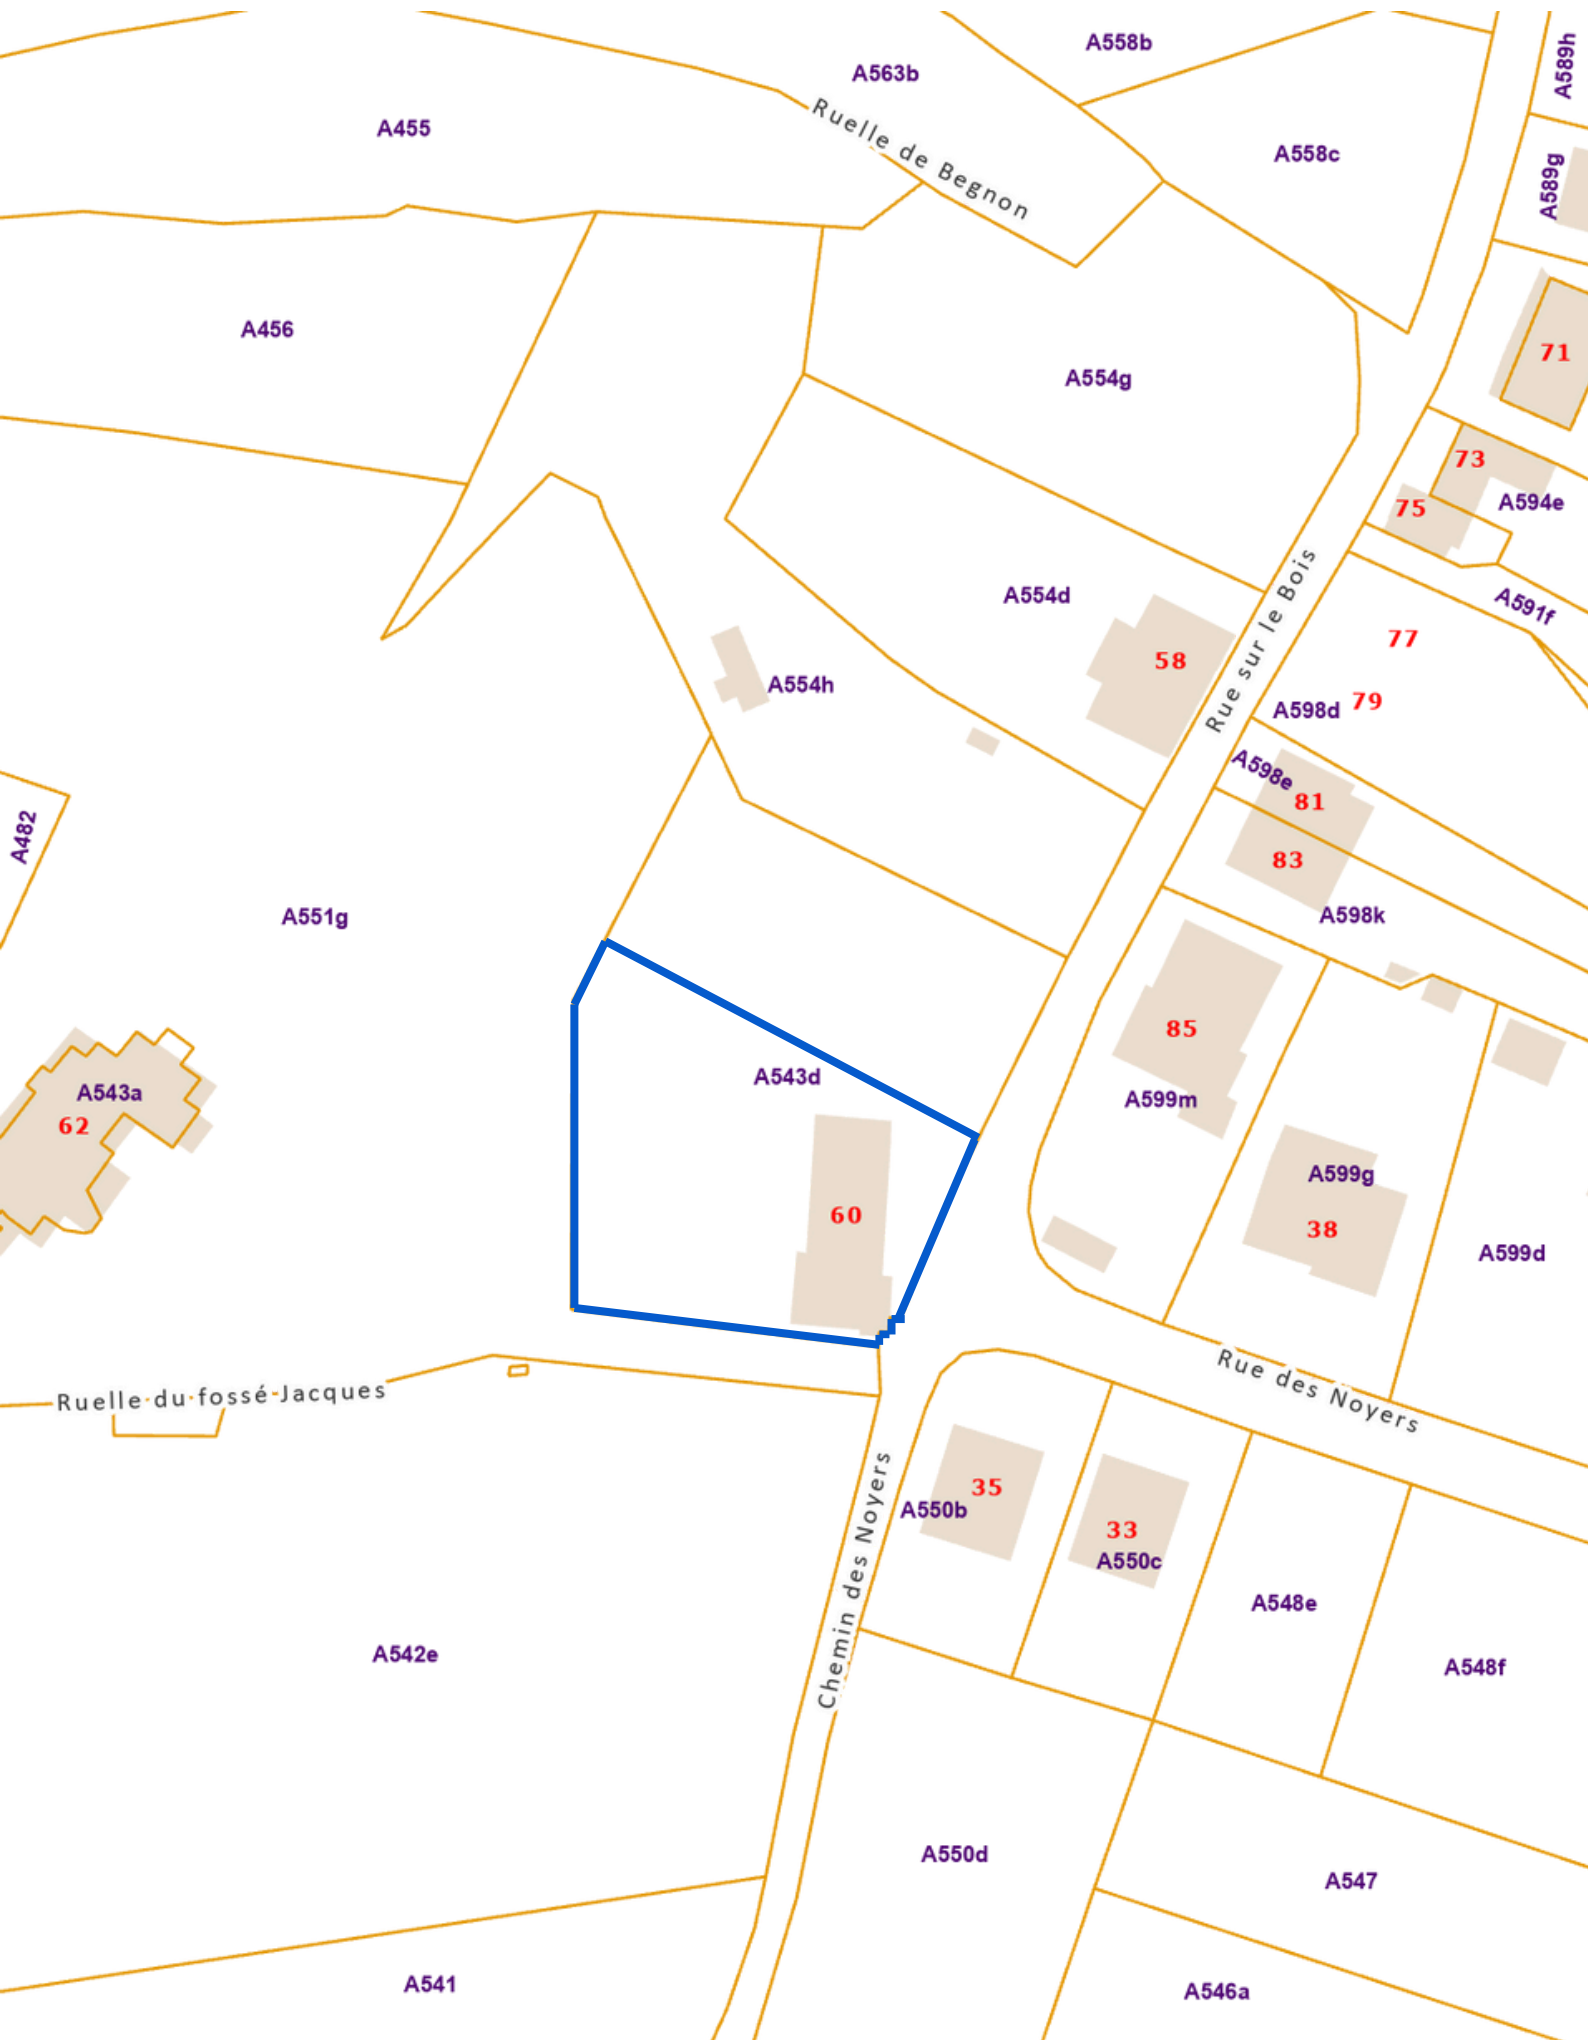 A558b
A589h
A563b
A455
Ruelle de Begnon
A558c
A589g
A456
71
A554g
73
A594e
75
A554d
A591f
77
58
Rue sur le Bois
A554h
79
A598d
A598e
81
A482
83
A551g
A598k
85
A543d
A543a
A599m
62
A599g
60
38
A599d
Rue des Noyers
Ruelle du fossé Jacques
35
A550b
33
A550c
Chemin des Noyers
A548e
A542e
A548f
A550d
A547
A541
A546a